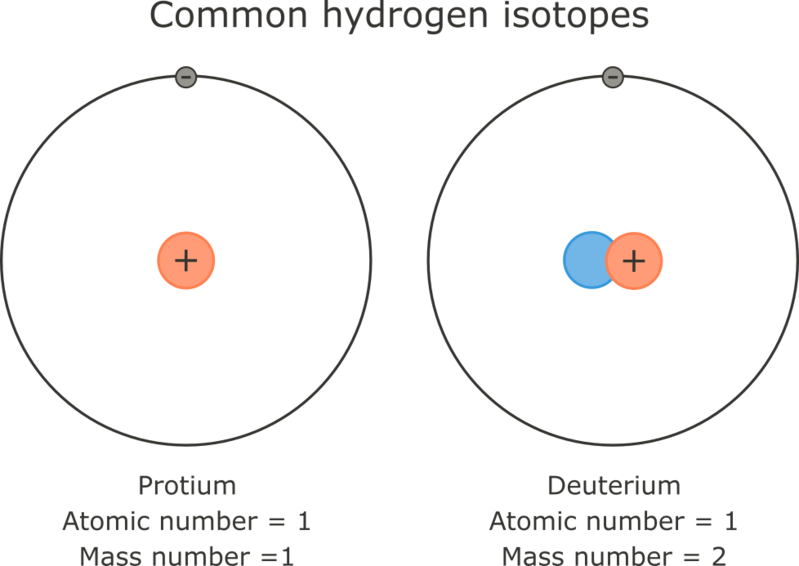 Common hydrogen isotopes
−
−
+
+
Protium
Atomic number = 1
Mass number =1
Deuterium
Atomic number = 1
Mass number = 2